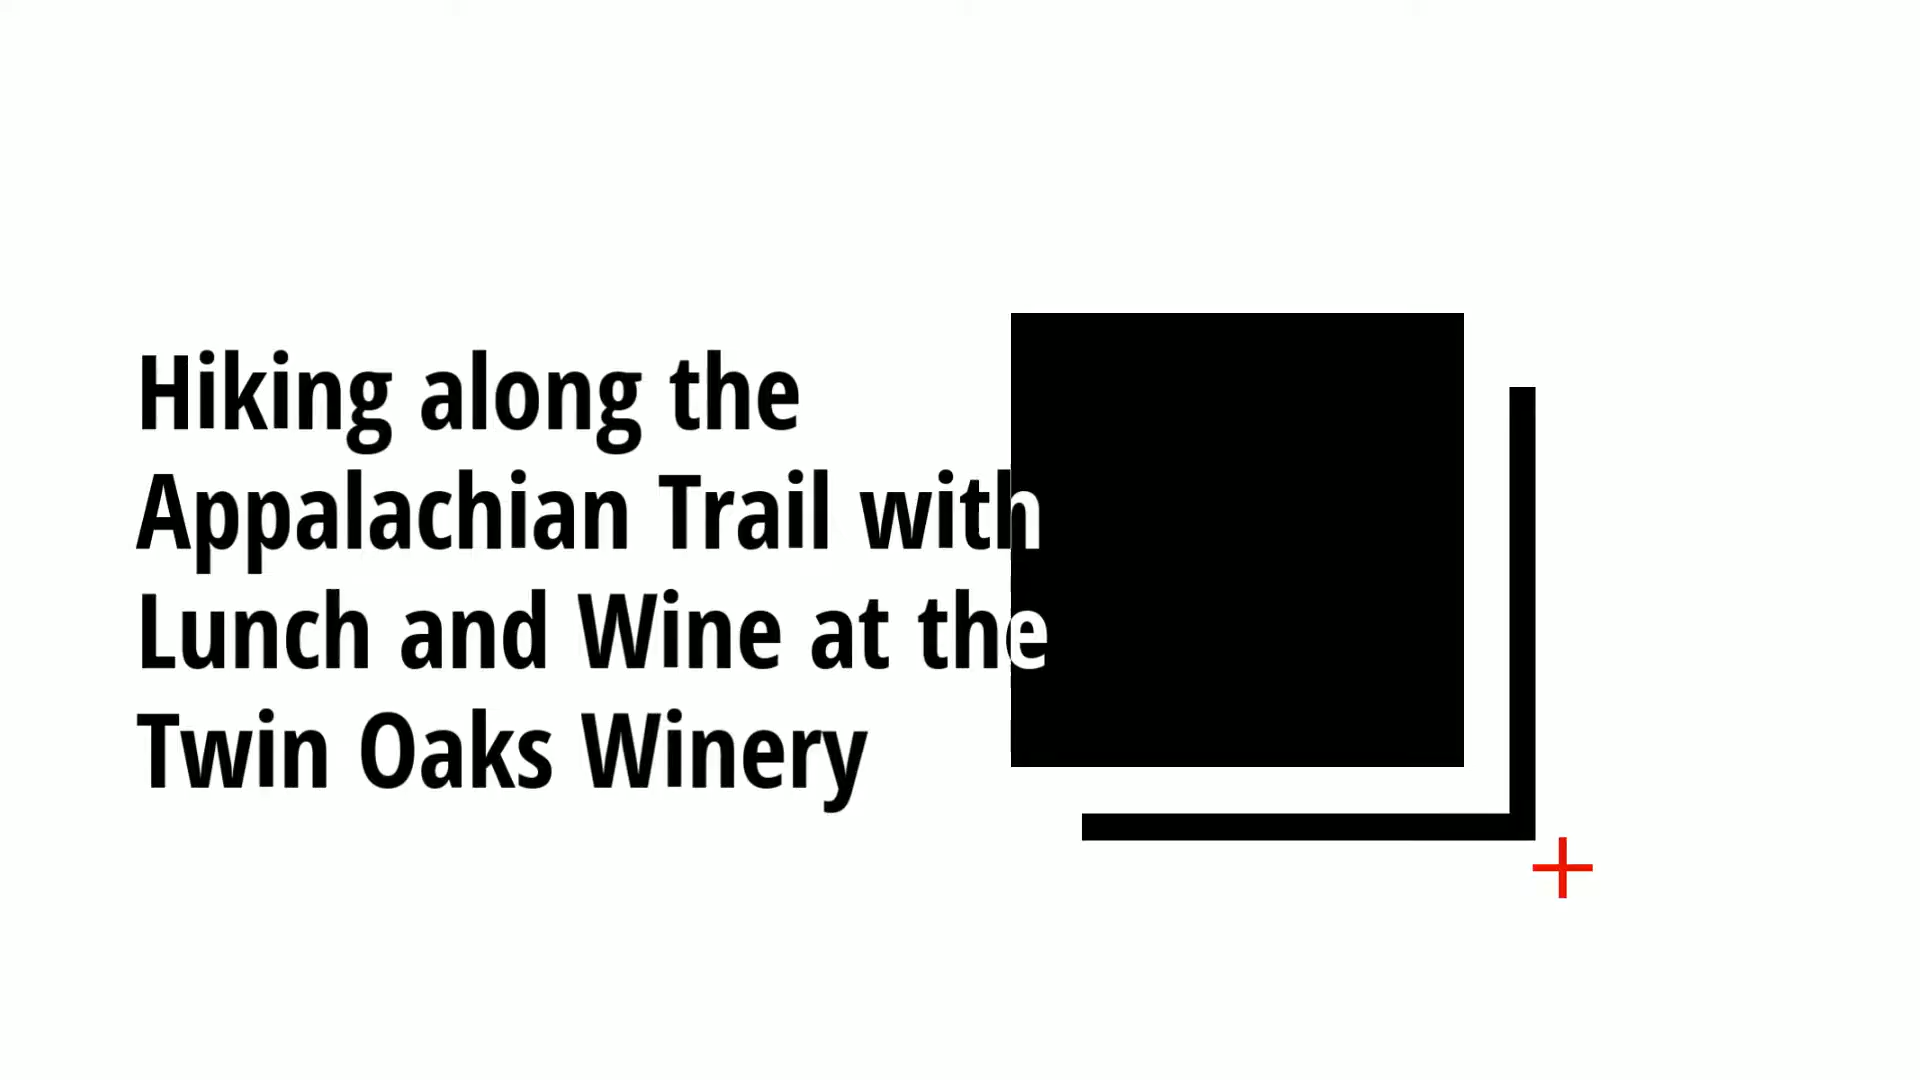 Hiking along the
Appalachian Trail with
Lunch and Wine at the
Twin Oaks Winery